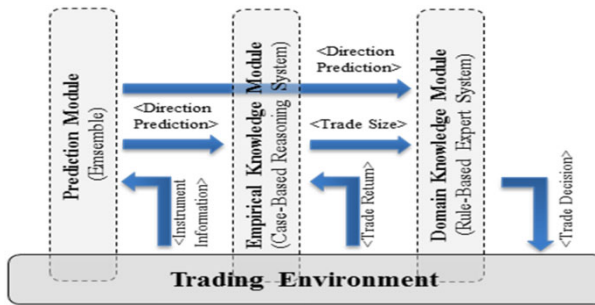 Prediction Module
(Ensemble)
<Direction
Prediction>
<Instrument
Information>
Empirical Knowledge Module
(Case-Based Reasoning System)
<Direction
Prediction>
<Trade Size>
<Trade Return>
Domain Knowledge Module
(Rule-Based Expert System)
<Trade Decision>
Trading Environment